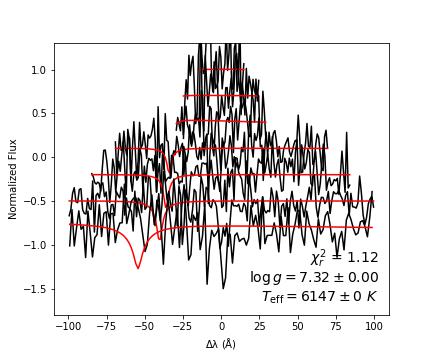 1.0
0.5
0.0
−0.5
−1.0
−1.5
Normalized Flux
χ²ᵣ = 1.12
log g = 7.32 ± 0.00
T_eff = 6147 ± 0 K
−100 −75 −50 −25 0 25 50 75 100
Δλ (Å)